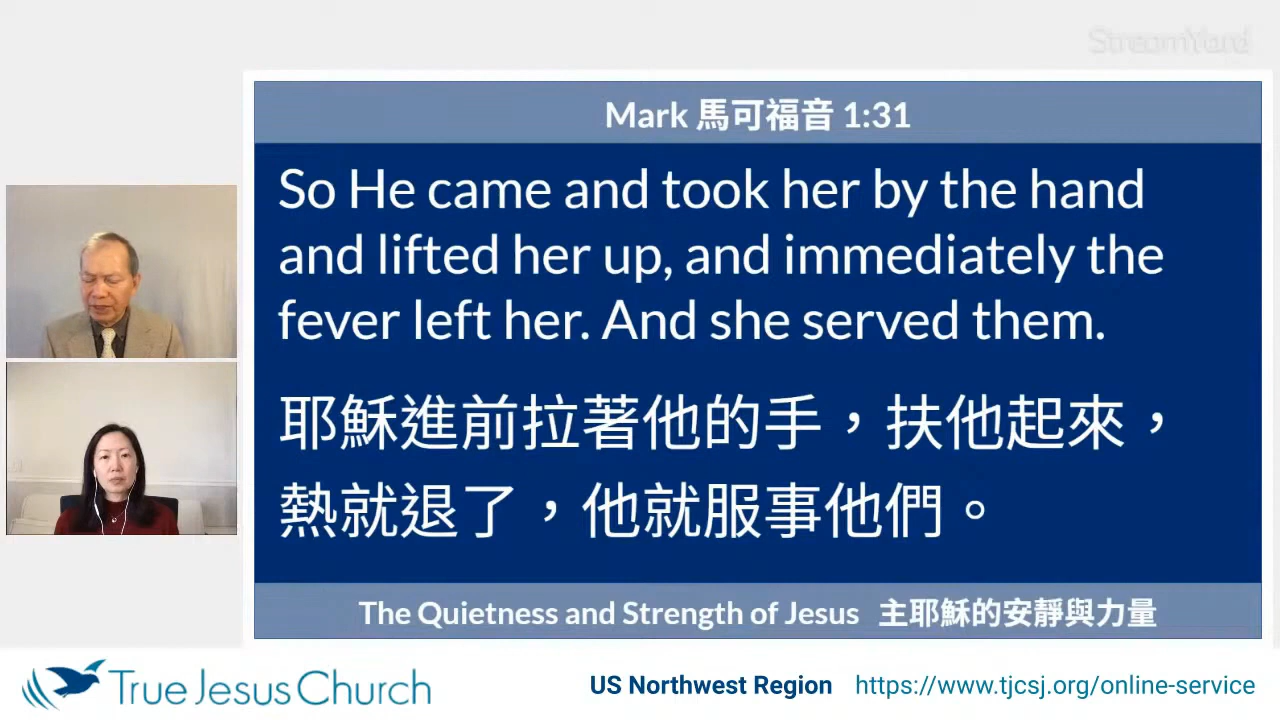 StreamYard
Mark 馬可福音 1:31
So He came and took her by the hand
and lifted her up, and immediately the
fever left her. And she served them.
耶穌進前拉著他的手，扶他起來，
熱就退了，他就服事他們。
The Quietness and Strength of Jesus 主耶穌的安靜與力量
True Jesus Church
US Northwest Region https://www.tjcsj.org/online-service